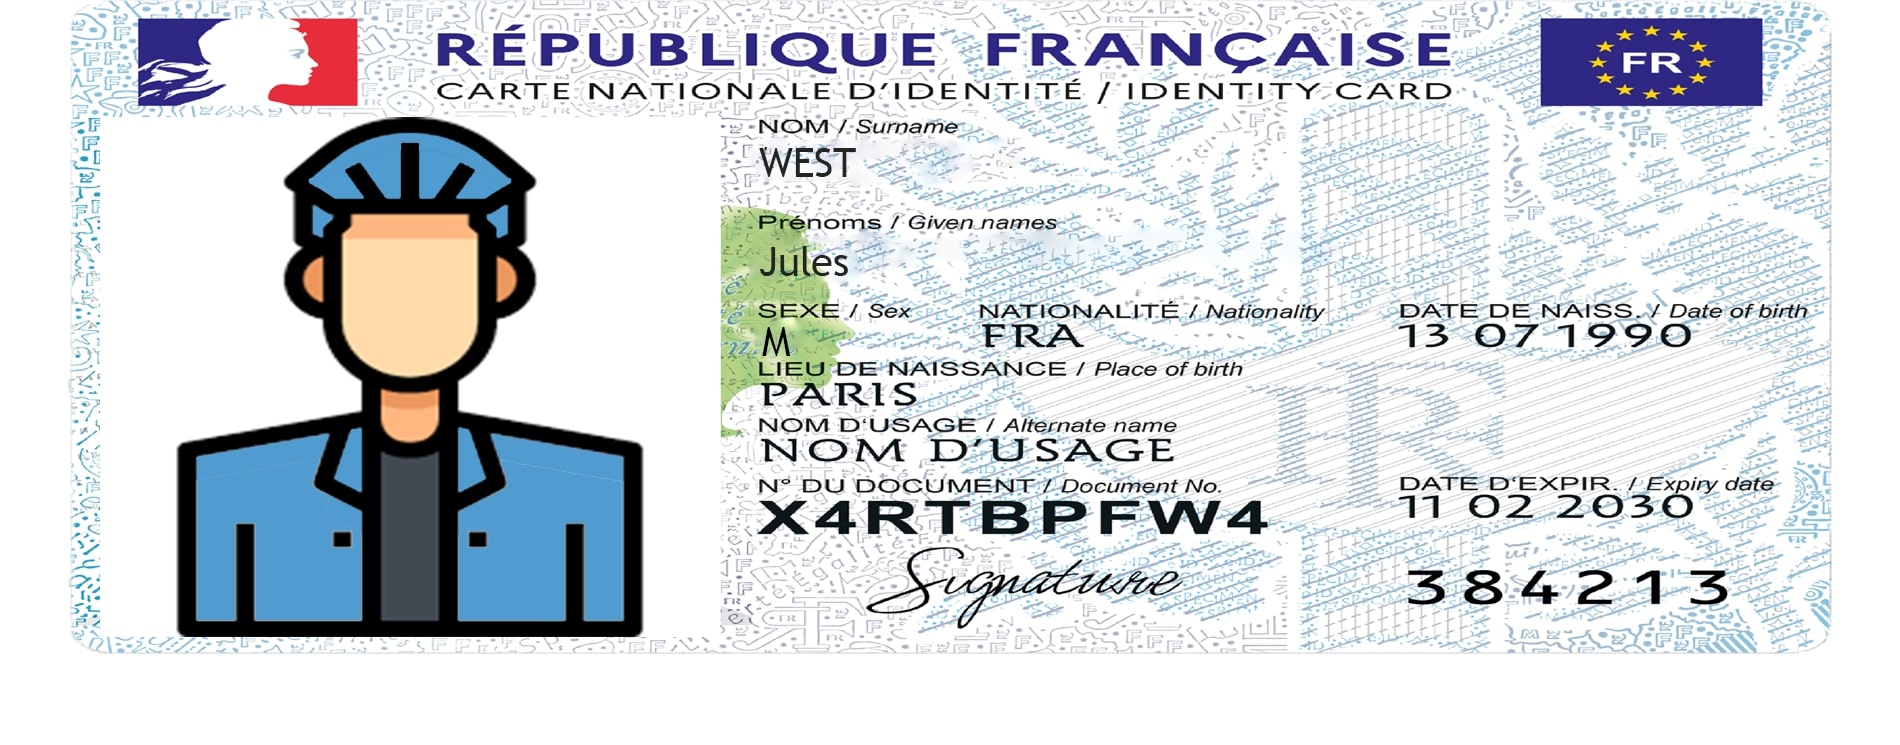 RÉPUBLIQUE FRANÇAISE
FR
CARTE NATIONALE D'IDENTITÉ / IDENTITY CARD
NOM / Surname
WEST
Prénoms / Given names
Jules
SEXE / Sex NATIONALITÉ / Nationality DATE DE NAISS. / Date of birth
M FRA 13 07 1990
LIEU DE NAISSANCE / Place of birth
PARIS
NOM D'USAGE / Alternate name
NOM D'USAGE
N° DU DOCUMENT / Document No. DATE D'EXPIR. / Expiry date
X4RTBPFW4 11 02 2030
Signature
384213